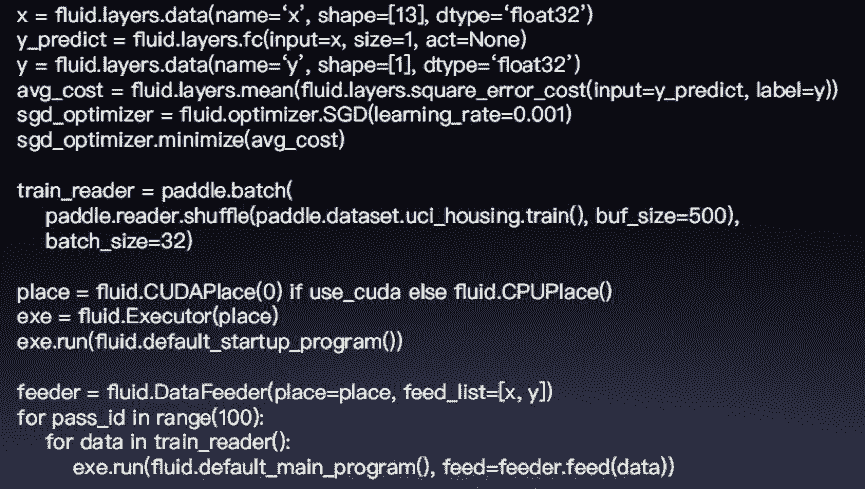 x = fluid.layers.data(name=‘x’, shape=[13], dtype=‘float32’)
y_predict = fluid.layers.fc(input=x, size=1, act=None)
y = fluid.layers.data(name=‘y’, shape=[1], dtype=‘float32’)
avg_cost = fluid.layers.mean(fluid.layers.square_error_cost(input=y_predict, label=y))
sgd_optimizer = fluid.optimizer.SGD(learning_rate=0.001)
sgd_optimizer.minimize(avg_cost)

train_reader = paddle.batch(
    paddle.reader.shuffle(paddle.dataset.uci_housing.train(), buf_size=500),
    batch_size=32)

place = fluid.CUDAPlace(0) if use_cuda else fluid.CPUPlace()
exe = fluid.Executor(place)
exe.run(fluid.default_startup_program())

feeder = fluid.DataFeeder(place=place, feed_list=[x, y])
for pass_id in range(100):
    for data in train_reader():
        exe.run(fluid.default_main_program(), feed=feeder.feed(data))